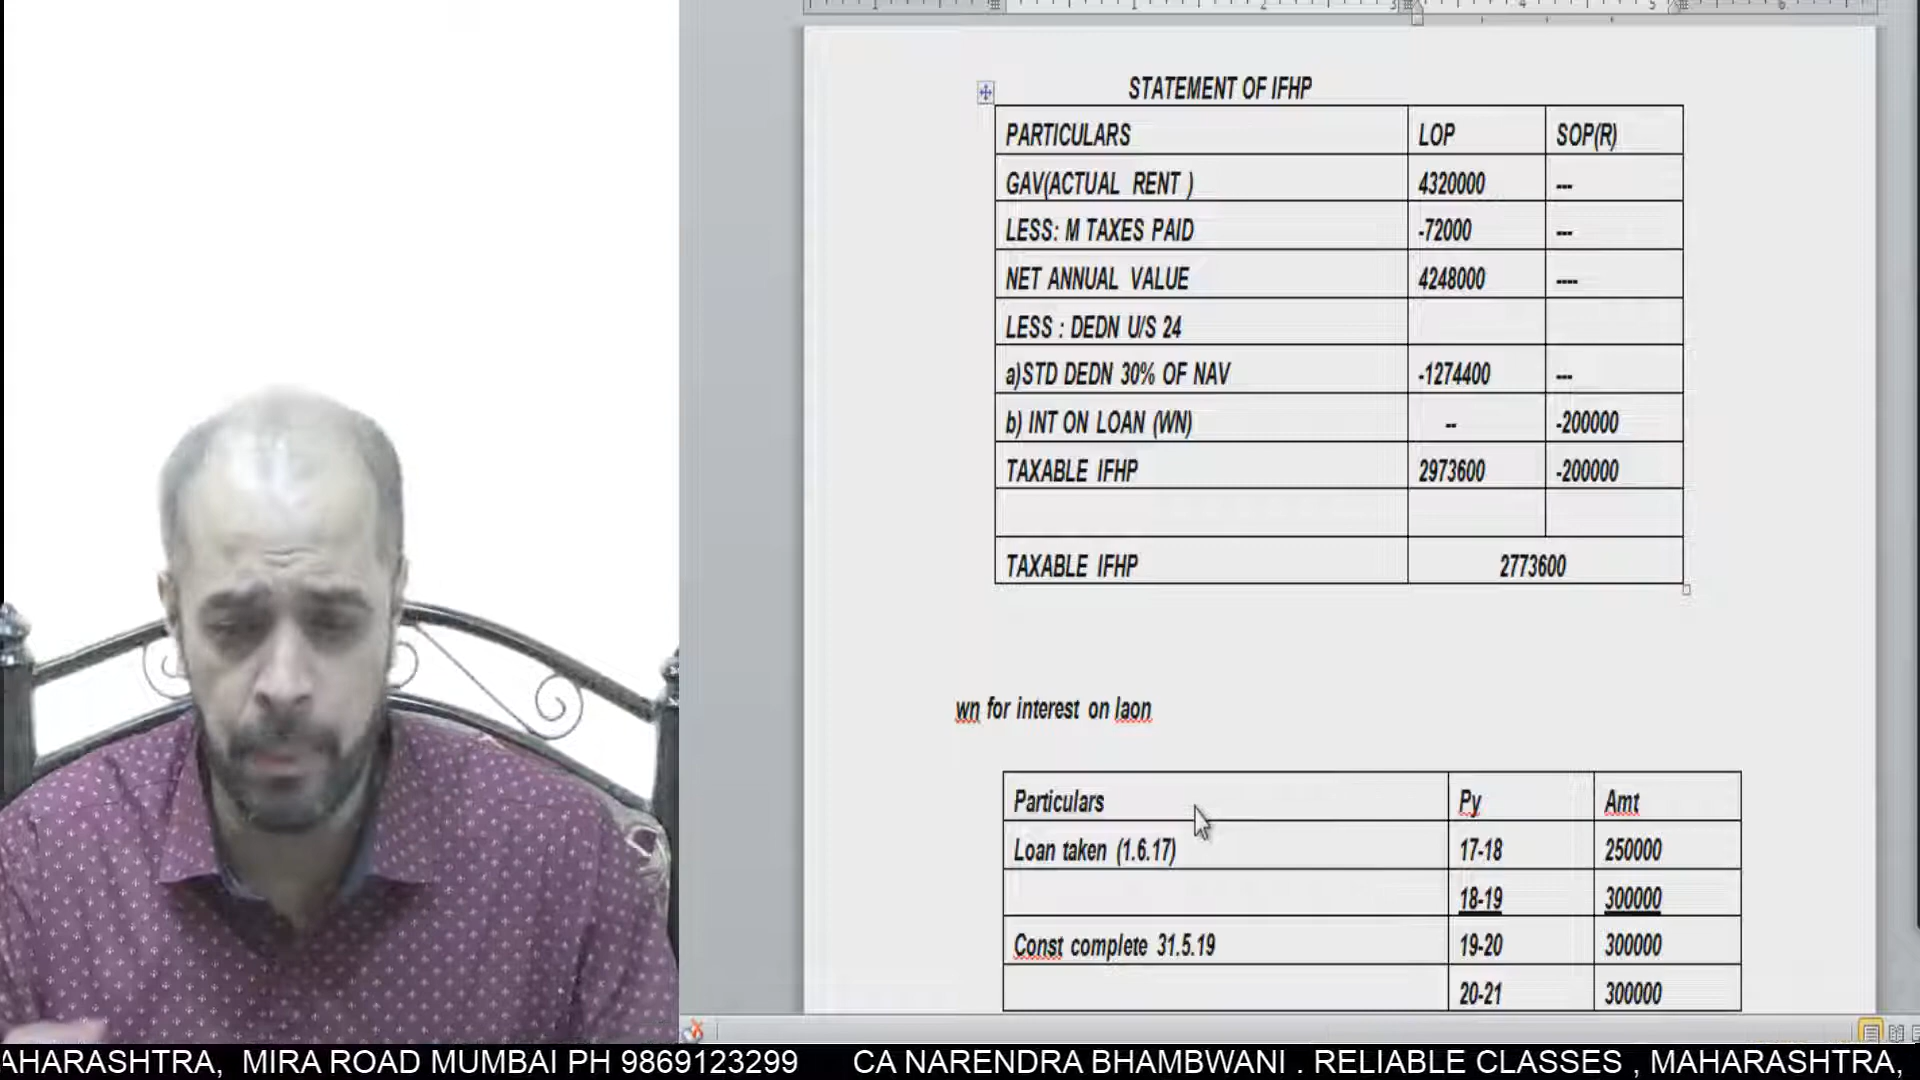 STATEMENT OF IFHP
PARTICULARS LOP SOP(R)
GAV(ACTUAL RENT ) 4320000 ---
LESS: M TAXES PAID -72000 ---
NET ANNUAL VALUE 4248000 ----
LESS : DEDN U/S 24
a)STD DEDN 30% OF NAV -1274400 ---
b) INT ON LOAN (WN) -- -200000
TAXABLE IFHP 2973600 -200000
TAXABLE IFHP 2773600
wn for interest on laon
Particulars Py Amt
Loan taken (1.6.17) 17-18 250000
18-19 300000
Const complete 31.5.19 19-20 300000
20-21 300000
AHARASHTRA, MIRA ROAD MUMBAI PH 9869123299 CA NARENDRA BHAMBWANI . RELIABLE CLASSES , MAHARASHTRA,